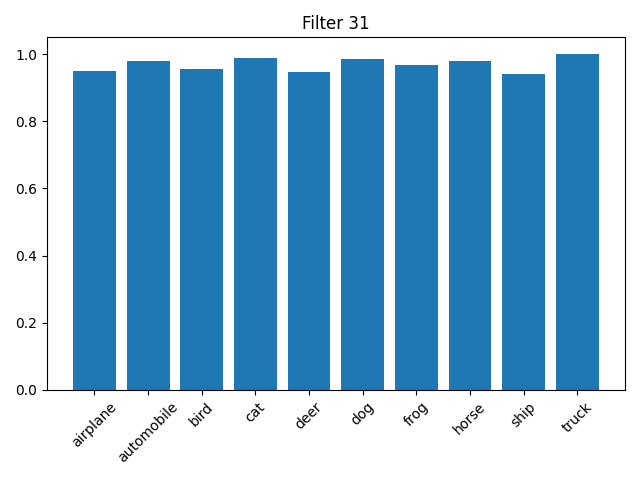 Filter 31
1.0
0.8
0.6
0.4
0.2
0.0
airplane
automobile
bird
cat
deer
dog
frog
horse
ship
truck